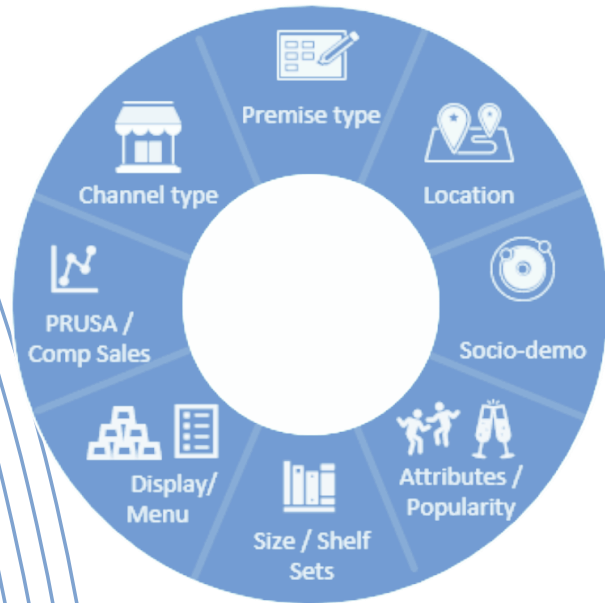 Premise type
Location
Socio-demo
Attributes /
Popularity
Size / Shelf
Sets
Display/
Menu
PRUSA /
Comp Sales
Channel type